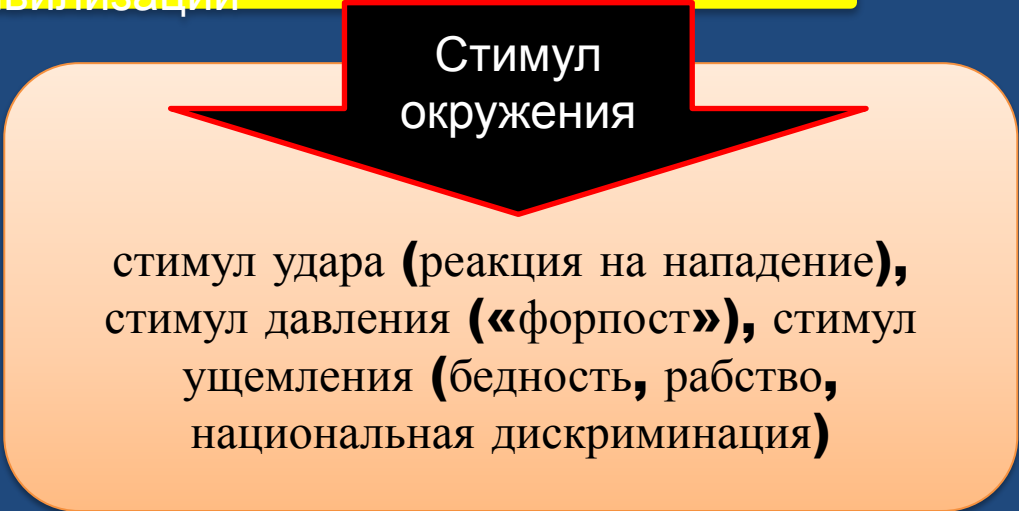 Стимул
окружения
стимул удара (реакция на нападение),
стимул давления («форпост»), стимул
ущемления (бедность, рабство,
национальная дискриминация)